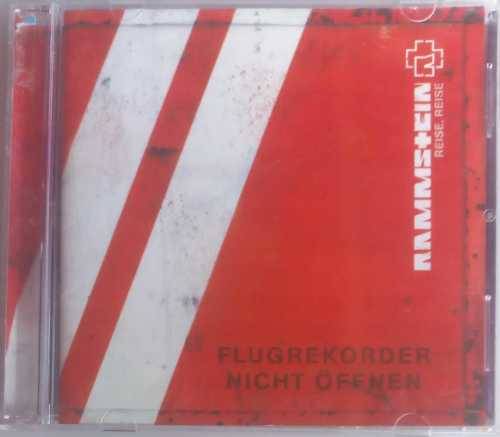 RAMMSTEIN
REISE, REISE
FLUGREKORDER
NICHT ÖFFNEN